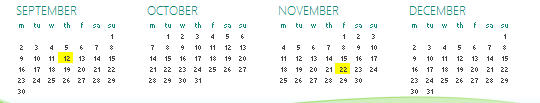 SEPTEMBER
m tu w th f sa su
1
2 3 4 5 6 7 8
9 10 11 12 13 14 15
16 17 18 19 20 21 22
23 24 25 26 27 28 29
30
OCTOBER
m tu w th f sa su
1 2 3 4 5 6
7 8 9 10 11 12 13
14 15 16 17 18 19 20
21 22 23 24 25 26 27
28 29 30 31
NOVEMBER
m tu w th f sa su
1 2 3
4 5 6 7 8 9 10
11 12 13 14 15 16 17
18 19 20 21 22 23 24
25 26 27 28 29 30
DECEMBER
m tu w th f sa su
1
2 3 4 5 6 7 8
9 10 11 12 13 14 15
16 17 18 19 20 21 22
23 24 25 26 27 28 29
30 31